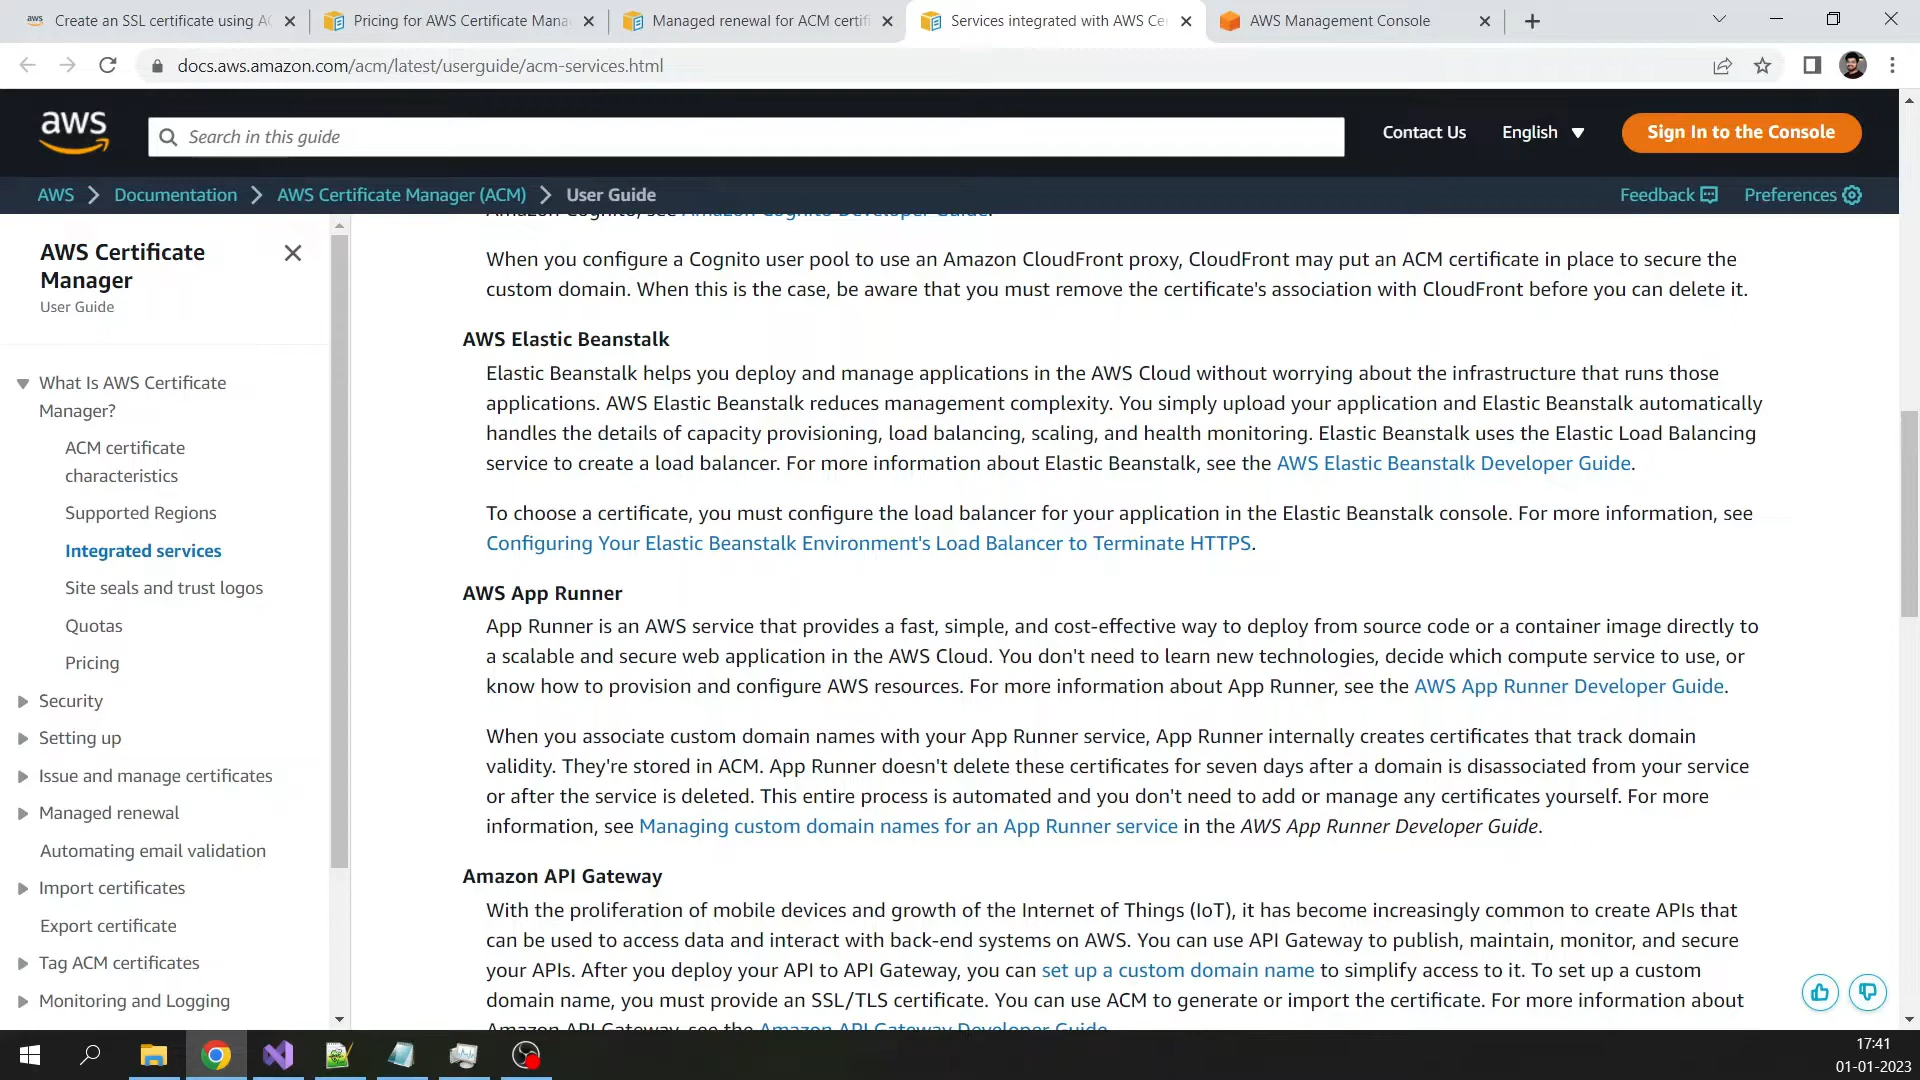 Create an SSL certificate using AC
Pricing for AWS Certificate Mana
Managed renewal for ACM certifi
Services integrated with AWS Ce
AWS Management Console
docs.aws.amazon.com/acm/latest/userguide/acm-services.html
aws
Search in this guide
Contact Us
English
Sign In to the Console
AWS
Documentation
AWS Certificate Manager (ACM)
User Guide
Feedback
Preferences
AWS Certificate
Manager
User Guide
What Is AWS Certificate
Manager?
ACM certificate
characteristics
Supported Regions
Integrated services
Site seals and trust logos
Quotas
Pricing
Security
Setting up
Issue and manage certificates
Managed renewal
Automating email validation
Import certificates
Export certificate
Tag ACM certificates
Monitoring and Logging
Amazon Cognito, see Amazon Cognito Developer Guide.
When you configure a Cognito user pool to use an Amazon CloudFront proxy, CloudFront may put an ACM certificate in place to secure the
custom domain. When this is the case, be aware that you must remove the certificate's association with CloudFront before you can delete it.
AWS Elastic Beanstalk
Elastic Beanstalk helps you deploy and manage applications in the AWS Cloud without worrying about the infrastructure that runs those
applications. AWS Elastic Beanstalk reduces management complexity. You simply upload your application and Elastic Beanstalk automatically
handles the details of capacity provisioning, load balancing, scaling, and health monitoring. Elastic Beanstalk uses the Elastic Load Balancing
service to create a load balancer. For more information about Elastic Beanstalk, see the AWS Elastic Beanstalk Developer Guide.
To choose a certificate, you must configure the load balancer for your application in the Elastic Beanstalk console. For more information, see
Configuring Your Elastic Beanstalk Environment's Load Balancer to Terminate HTTPS.
AWS App Runner
App Runner is an AWS service that provides a fast, simple, and cost-effective way to deploy from source code or a container image directly to
a scalable and secure web application in the AWS Cloud. You don't need to learn new technologies, decide which compute service to use, or
know how to provision and configure AWS resources. For more information about App Runner, see the AWS App Runner Developer Guide.
When you associate custom domain names with your App Runner service, App Runner internally creates certificates that track domain
validity. They're stored in ACM. App Runner doesn't delete these certificates for seven days after a domain is disassociated from your service
or after the service is deleted. This entire process is automated and you don't need to add or manage any certificates yourself. For more
information, see Managing custom domain names for an App Runner service in the AWS App Runner Developer Guide.
Amazon API Gateway
With the proliferation of mobile devices and growth of the Internet of Things (IoT), it has become increasingly common to create APIs that
can be used to access data and interact with back-end systems on AWS. You can use API Gateway to publish, maintain, monitor, and secure
your APIs. After you deploy your API to API Gateway, you can set up a custom domain name to simplify access to it. To set up a custom
domain name, you must provide an SSL/TLS certificate. You can use ACM to generate or import the certificate. For more information about
Amazon API Gateway, see the Amazon API Gateway Developer Guide.
17:41
01-01-2023